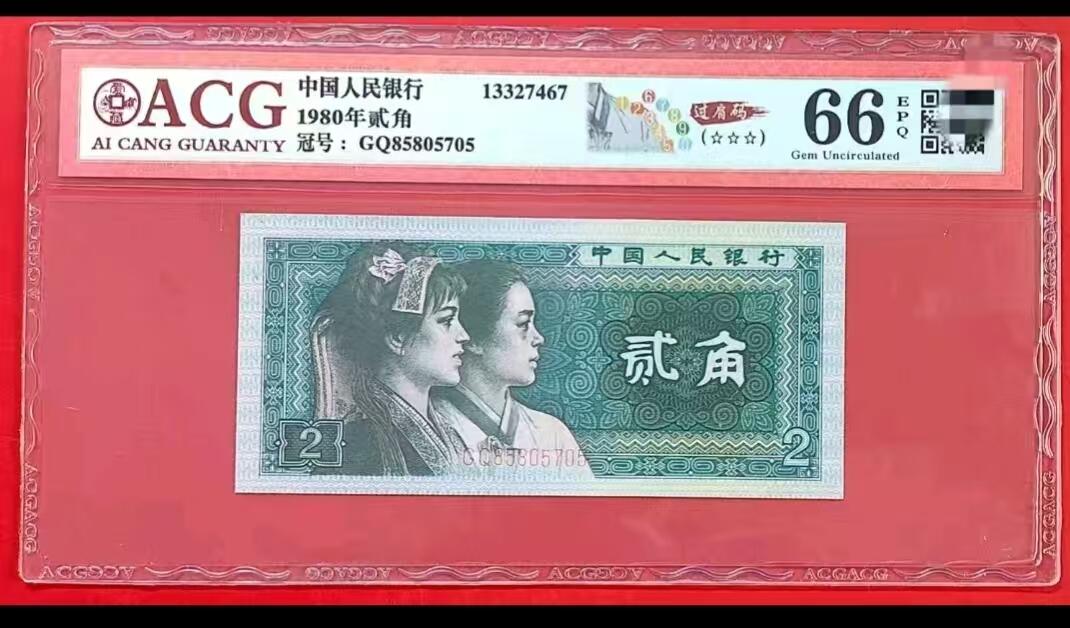 ACG
AI CANG GUARANTY
中国人民银行
1980年贰角
冠号：GQ85805705
13327467
过肩码
(☆☆☆)
66
EPQ
Gem Uncirculated
中国人民银行
贰角
2
2
GQ85805705
ACGACG
ACGACG